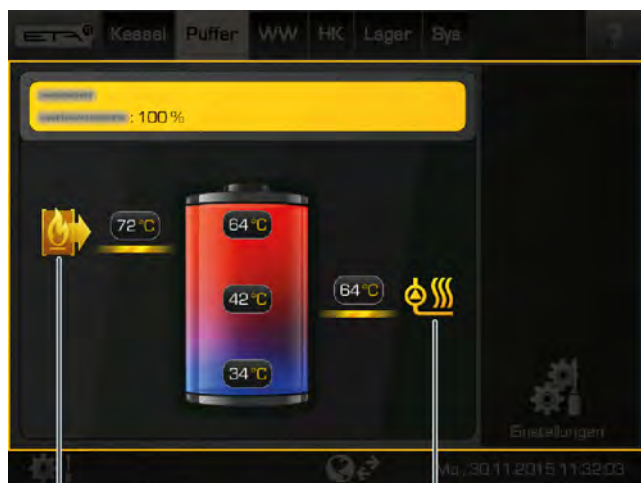 ETA Kessel Puffer WW HK Lager Sys ?
: 100%
72°C
64°C
42°C
64°C
34°C
Einstellungen
Mo, 30.11.2015 11:32:03